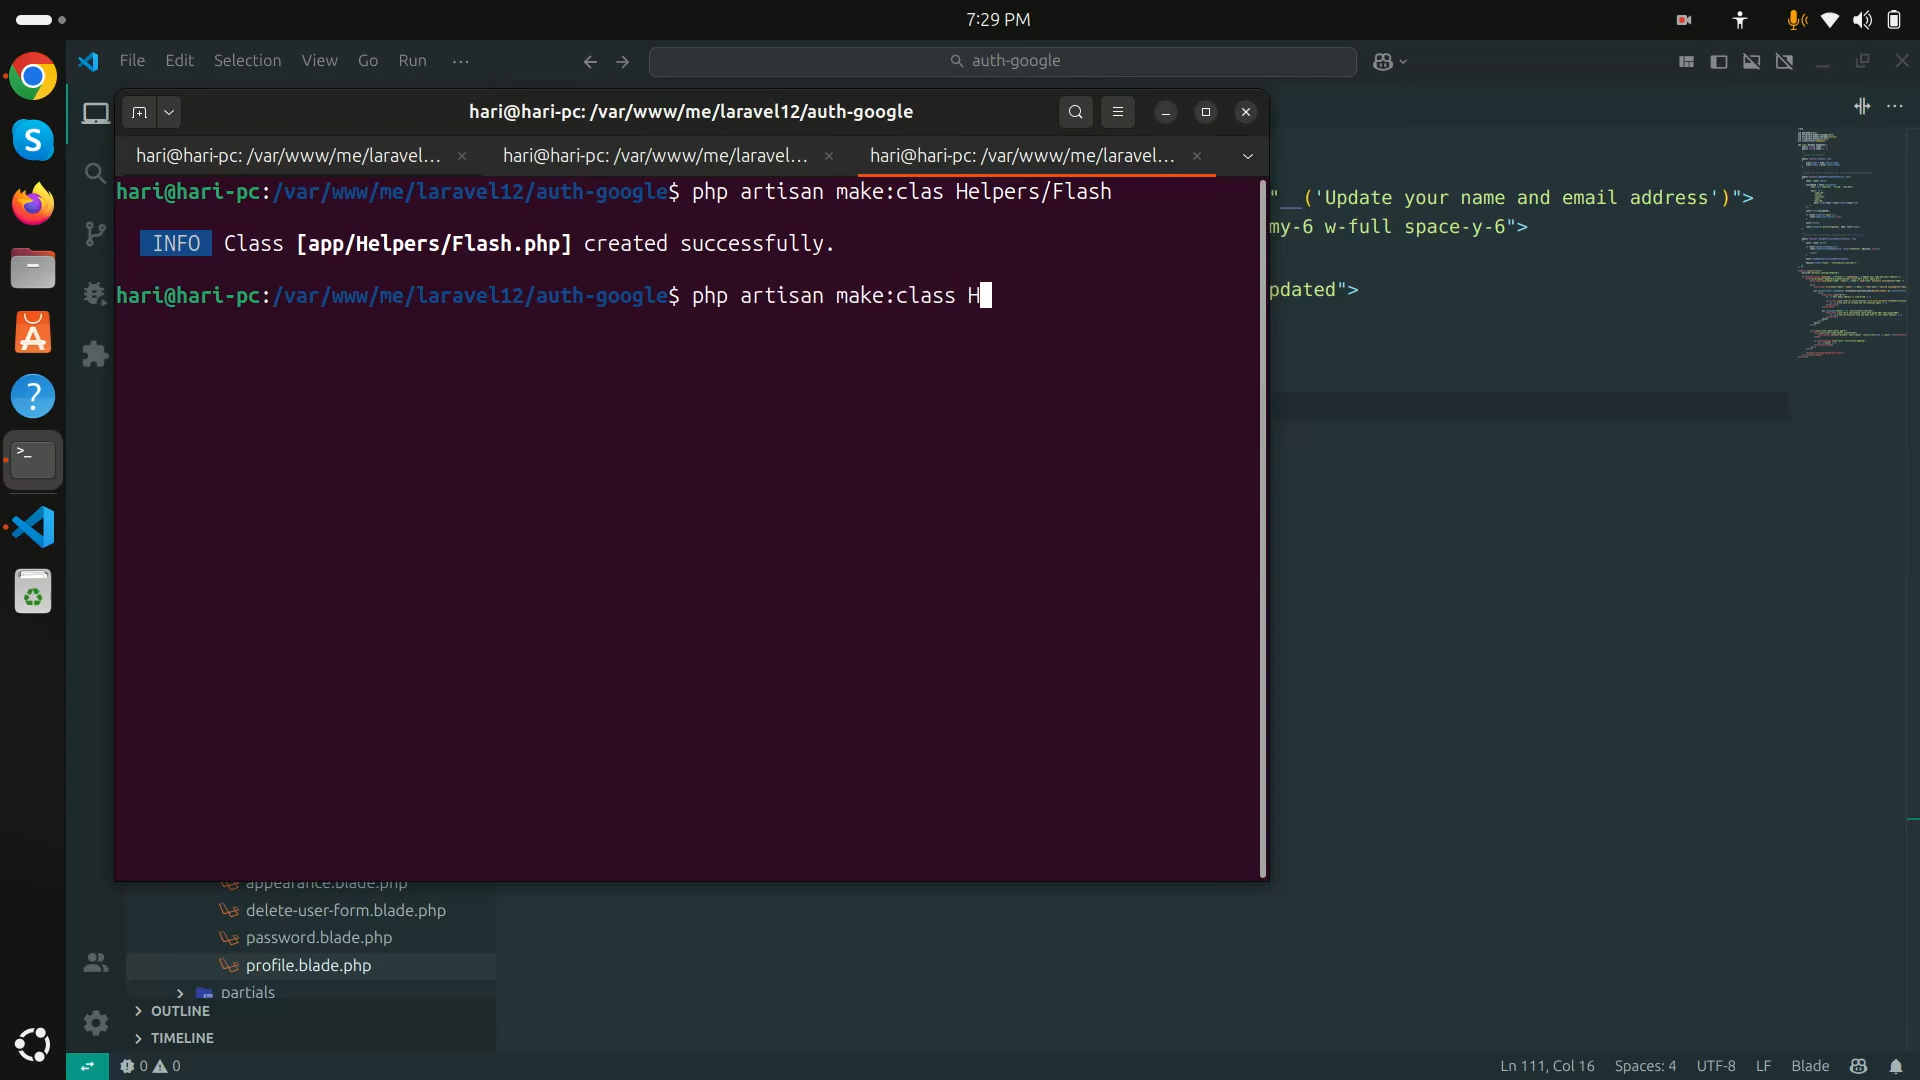 7:29 PM
File Edit Selection View Go Run ···
auth-google
hari@hari-pc: /var/www/me/laravel12/auth-google
hari@hari-pc: /var/www/me/laravel...
hari@hari-pc: /var/www/me/laravel...
hari@hari-pc: /var/www/me/laravel...
hari@hari-pc:/var/www/me/laravel12/auth-google$ php artisan make:clas Helpers/Flash
INFO Class [app/Helpers/Flash.php] created successfully.
hari@hari-pc:/var/www/me/laravel12/auth-google$ php artisan make:class H
"__('Update your name and email address')">
my-6 w-full space-y-6">
pdated">
appearance.blade.php
delete-user-form.blade.php
password.blade.php
profile.blade.php
partials
OUTLINE
TIMELINE
0 0
Ln 111, Col 16 Spaces: 4 UTF-8 LF Blade